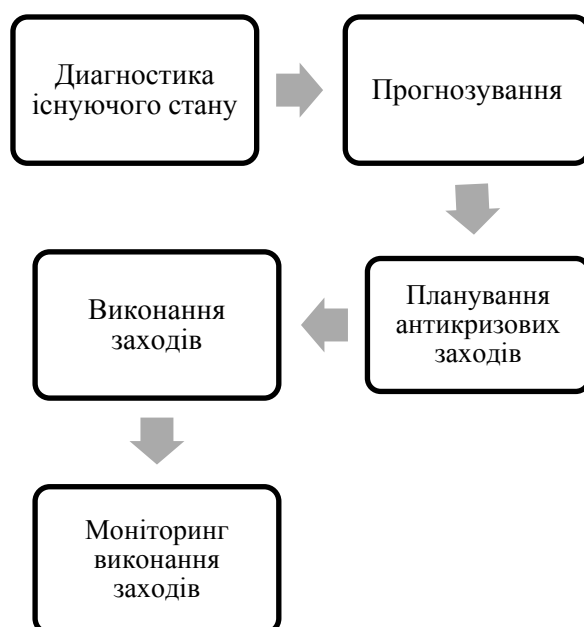 Диагностика
існуючого стану
Прогнозування
Планування
антикризових
заходів
Виконання
заходів
Моніторинг
виконання
заходів